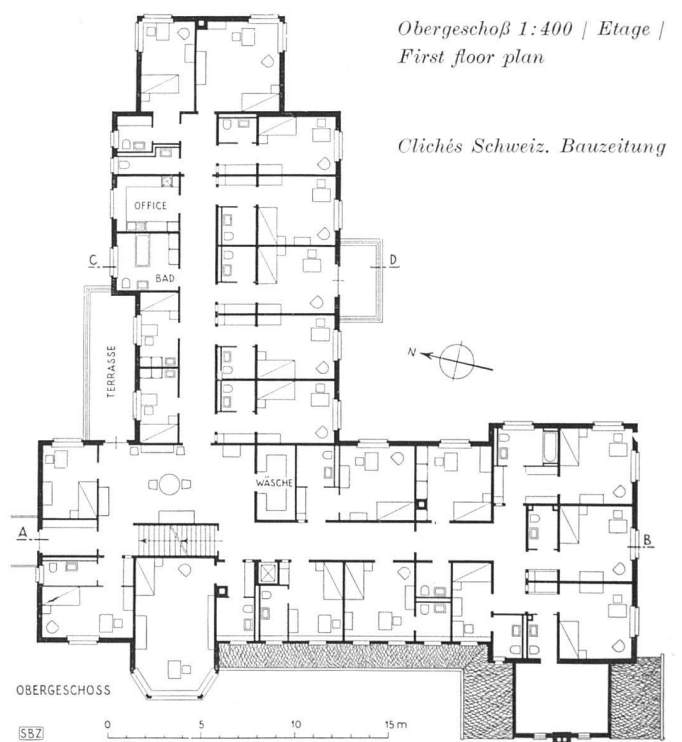 Obergeschoß 1:400 | Etage |
First floor plan
Clichés Schweiz. Bauzeitung
OFFICE
C
D
BAD
TERRASSE
N
WÄSCHE
A
B
OBERGESCHOSS
SBZ
0 5 10 15 m